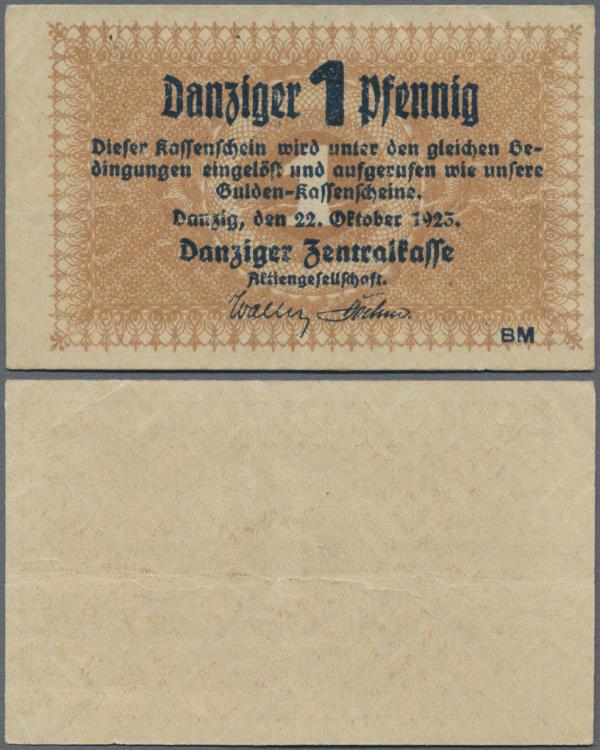 Danziger 1 Pfennig
Dieser Kassenschein wird unter den gleichen Be-
dingungen eingelöst und aufgerufen wie unsere
Gulden-Kassenscheine.
Danzig, den 22. Oktober 1923.
Danziger Zentralkasse
Aktiengesellschaft.
BM
1